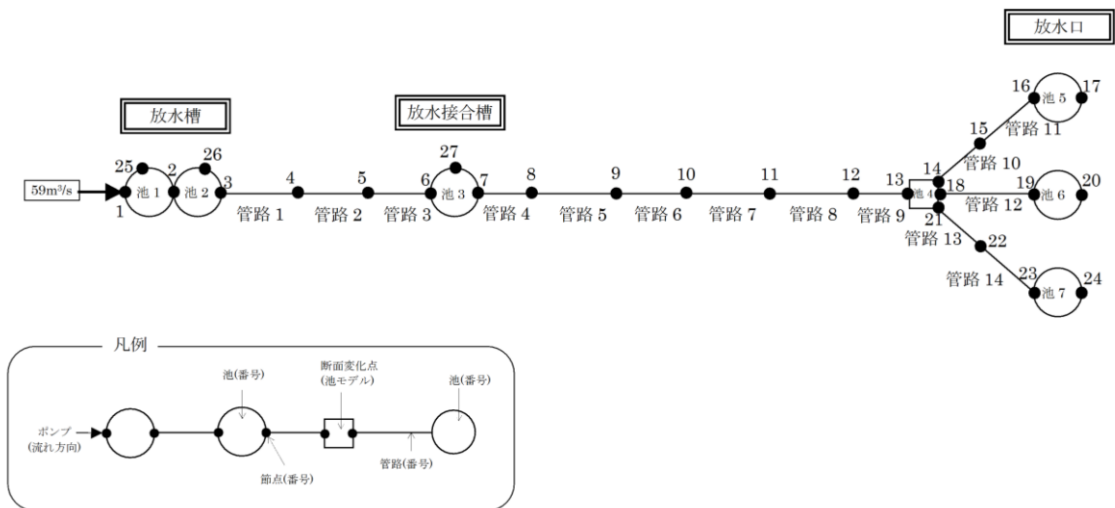 放水口
放水槽
放水接合槽
16
池 5
17
15
管路 11
25
26
27
14
管路 10
59m³/s
池 1
2
池 2
3
4
5
6
池 3
7
8
9
10
11
12
13
池 4
18
19
池 6
20
1
管路 1
管路 2
管路 3
管路 4
管路 5
管路 6
管路 7
管路 8
管路 9
21
管路 12
管路 13
22
管路 14
23
池 7
24
凡例
池(番号)
断面変化点
(池モデル)
池(番号)
ポンプ
(流れ方向)
節点(番号)
管路(番号)